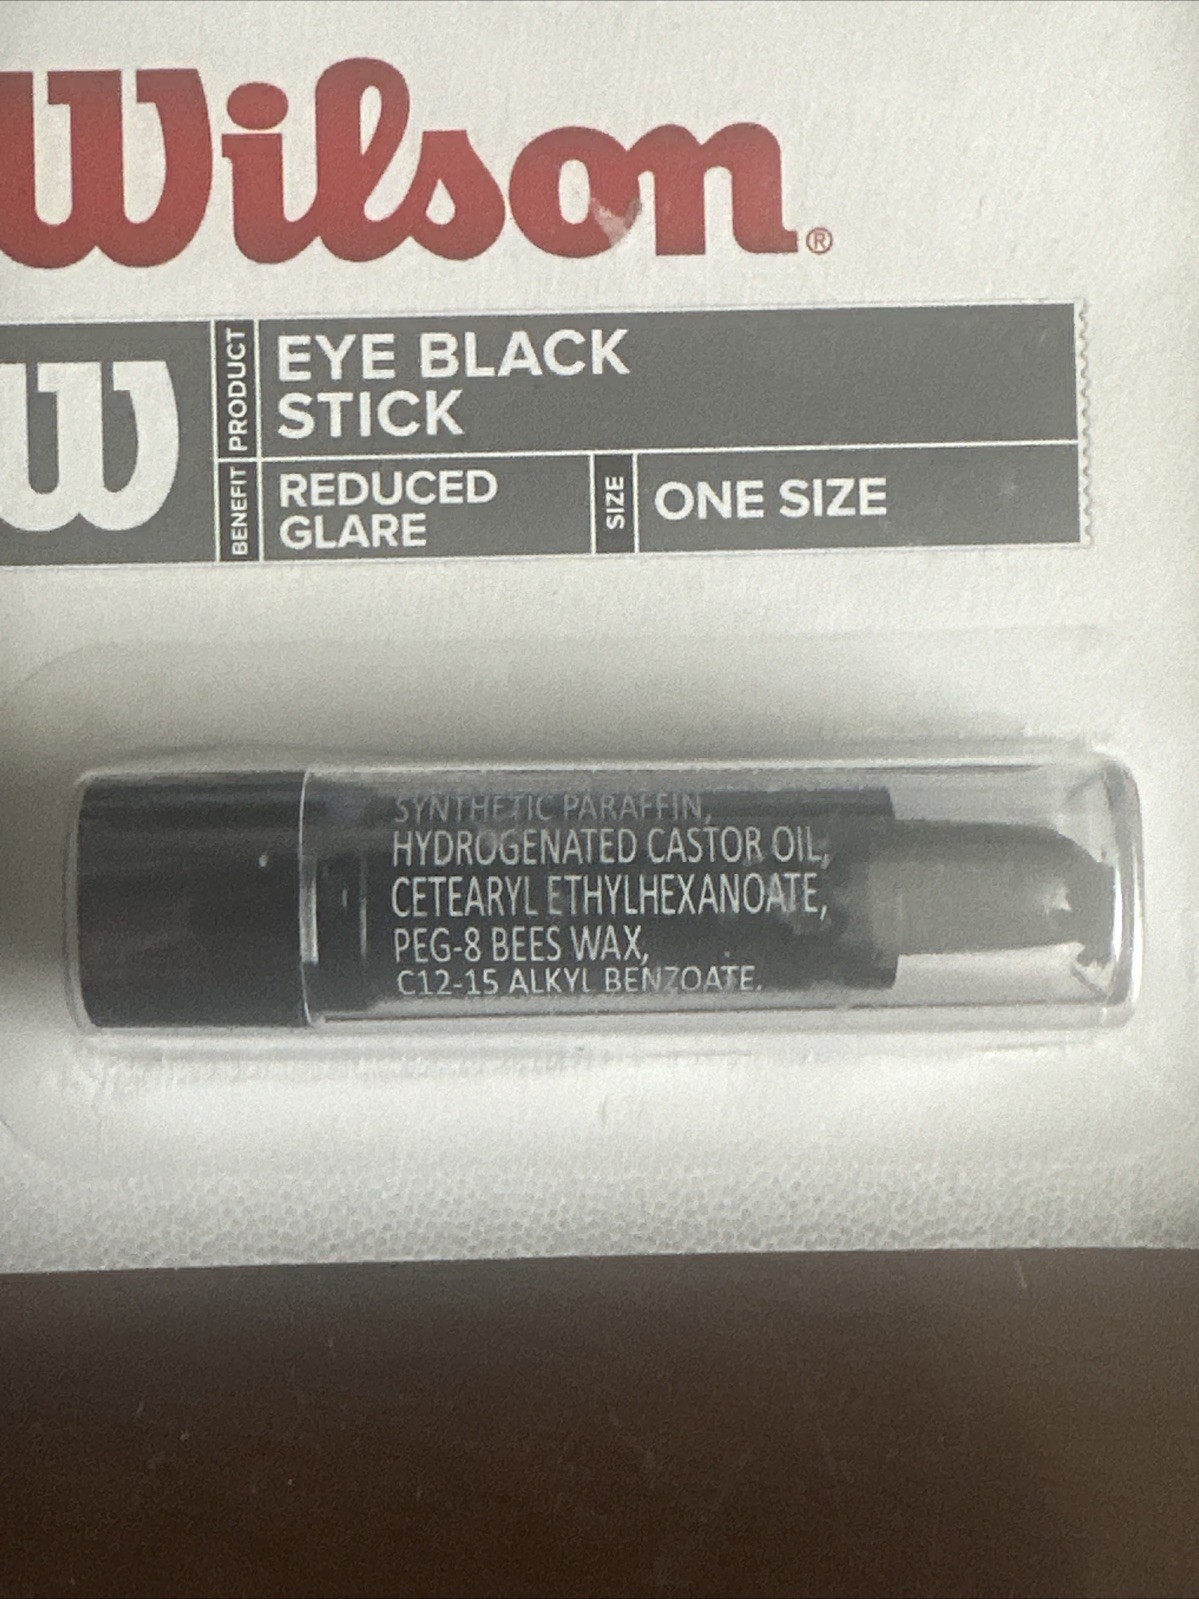 Wilson®
W
PRODUCT
EYE BLACK
STICK
BENEFIT
REDUCED
GLARE
SIZE
ONE SIZE
SYNTHETIC PARAFFIN,
HYDROGENATED CASTOR OIL,
CETEARYL ETHYLHEXANOATE,
PEG-8 BEES WAX,
C12-15 ALKYL BENZOATE.